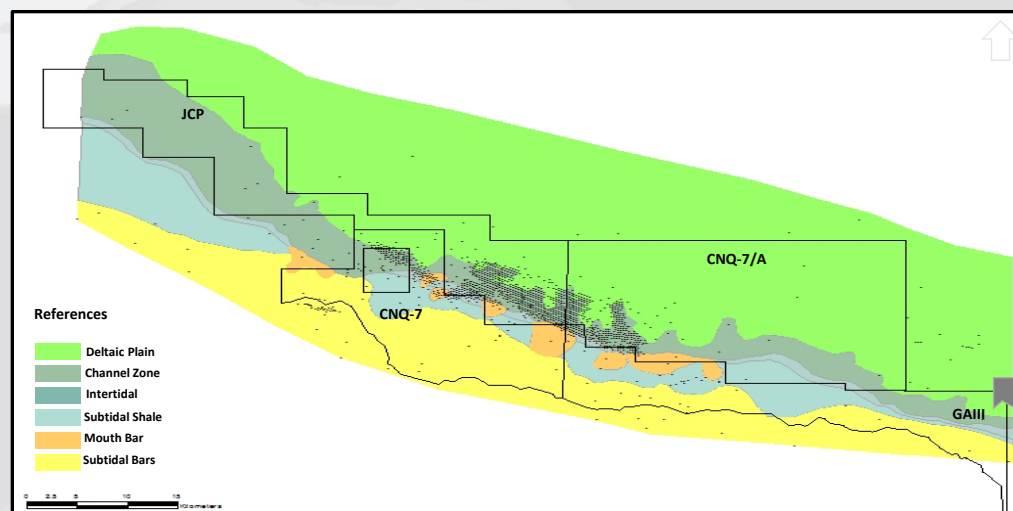 JCP
CNQ-7/A
CNQ-7
GAIII
References
Deltaic Plain
Channel Zone
Intertidal
Subtidal Shale
Mouth Bar
Subtidal Bars
0 2.5 5 10 15
Kilometers